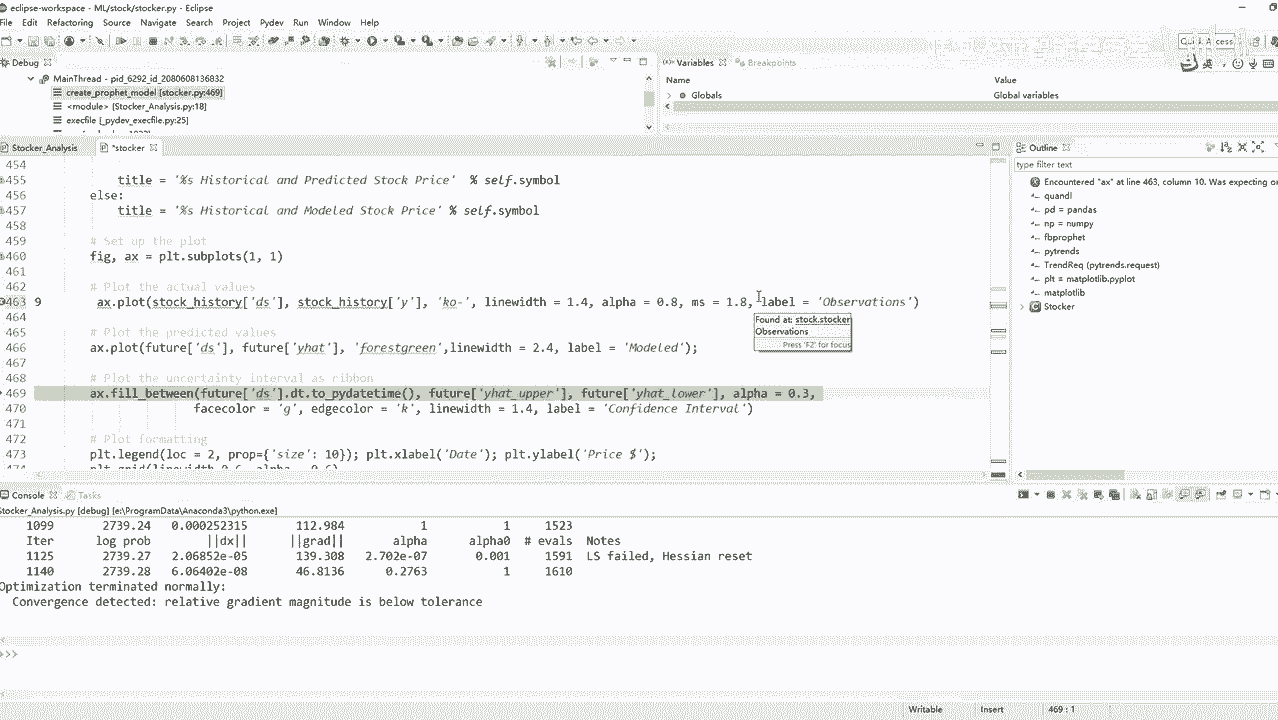 eclipse-workspace - ML/stock/stocker.py - Eclipse
File Edit Refactoring Source Navigate Search Project Pydev Run Window Help
Debug
MainThread - pid_6292_id_2080608136832
create_prophet_model [stocker.py:469]
<module> [Stocker_Analysis.py:18]
execfile [_pydev_execfile.py:25]
Variables Breakpoints
Name Value
Globals Global variables
Stocker_Analysis *stocker
454
455 title = '%s Historical and Predicted Stock Price' % self.symbol
456 else:
457 title = '%s Historical and Modeled Stock Price' % self.symbol
458
459 # Set up the plot
460 fig, ax = plt.subplots(1, 1)
461
462 # Plot the actual values
463 9 ax.plot(stock_history['ds'], stock_history['y'], 'ko-', linewidth = 1.4, alpha = 0.8, ms = 1.8, label = 'Observations')
464
465 # Plot the predicted values
466 ax.plot(future['ds'], future['yhat'], 'forestgreen',linewidth = 2.4, label = 'Modeled');
467
468 # Plot the uncertainty interval as ribbon
469 ax.fill_between(future['ds'].dt.to_pydatetime(), future['yhat_upper'], future['yhat_lower'], alpha = 0.3,
470 facecolor = 'g', edgecolor = 'k', linewidth = 1.4, label = 'Confidence Interval')
471
472 # Plot formatting
473 plt.legend(loc = 2, prop={'size': 10}); plt.xlabel('Date'); plt.ylabel('Price $');
Found at: stock.stocker
Observations
Press 'F2' for focus
Outline
type filter text
Encountered "ax" at line 463, column 10. Was expecting
quandl
pd = pandas
np = numpy
fbprophet
pytrends
TrendReq (pytrends.request)
plt = matplotlib.pyplot
matplotlib
Stocker
Console Tasks
Stocker_Analysis.py [debug] [e:\ProgramData\Anaconda3\python.exe]
1099 2739.24 0.000252315 112.984 1 1 1523
Iter log prob ||dx|| ||grad|| alpha alpha0 # evals Notes
1125 2739.27 2.06852e-05 139.308 2.702e-07 0.001 1591 LS failed, Hessian reset
1140 2739.28 6.06402e-08 46.8136 0.2763 1 1610
Optimization terminated normally:
Convergence detected: relative gradient magnitude is below tolerance
>>>
Writable Insert 469 : 1